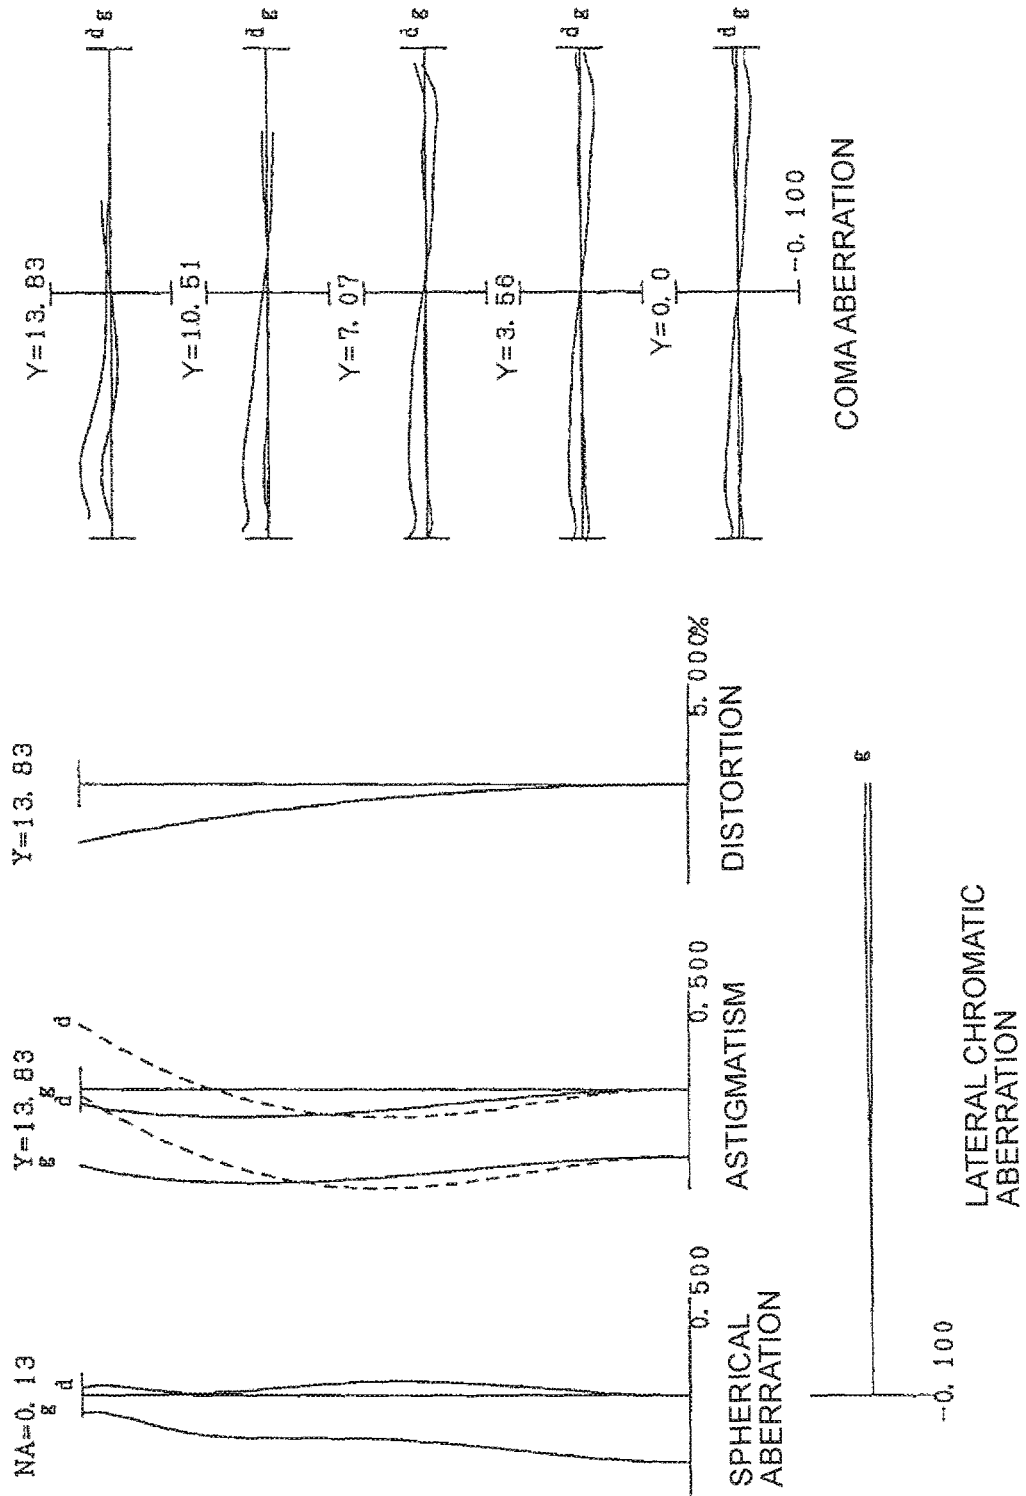 NA=0. 13
g d
0. 500
SPHERICAL
ABERRATION
Y=13. 83
g d g d
0. 500
ASTIGMATISM
Y=13. 83
5. 000%
DISTORTION
g
-0. 100
LATERAL CHROMATIC
ABERRATION
Y=13. 83
d g
Y=10. 51
d g
Y=7. 07
d g
Y=3. 56
d g
Y=0, 0
d g
-0. 100
COMA ABERRATION